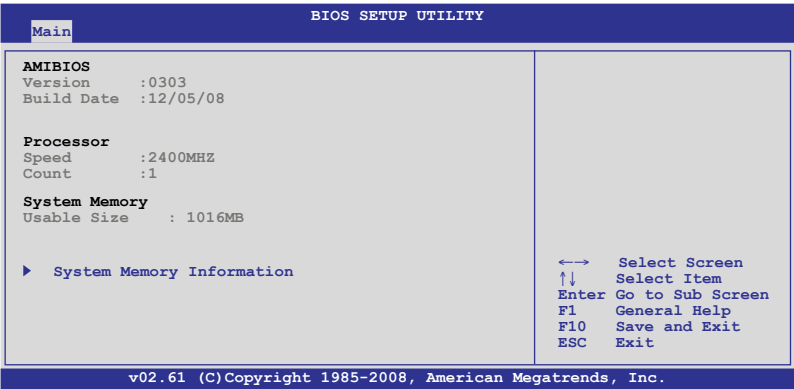 BIOS SETUP UTILITY
Main
AMIBIOS
Version :0303
Build Date :12/05/08
Processor
Speed :2400MHZ
Count :1
System Memory
Usable Size : 1016MB
System Memory Information
←→ Select Screen
↑↓ Select Item
Enter Go to Sub Screen
F1 General Help
F10 Save and Exit
ESC Exit
v02.61 (C)Copyright 1985-2008, American Megatrends, Inc.